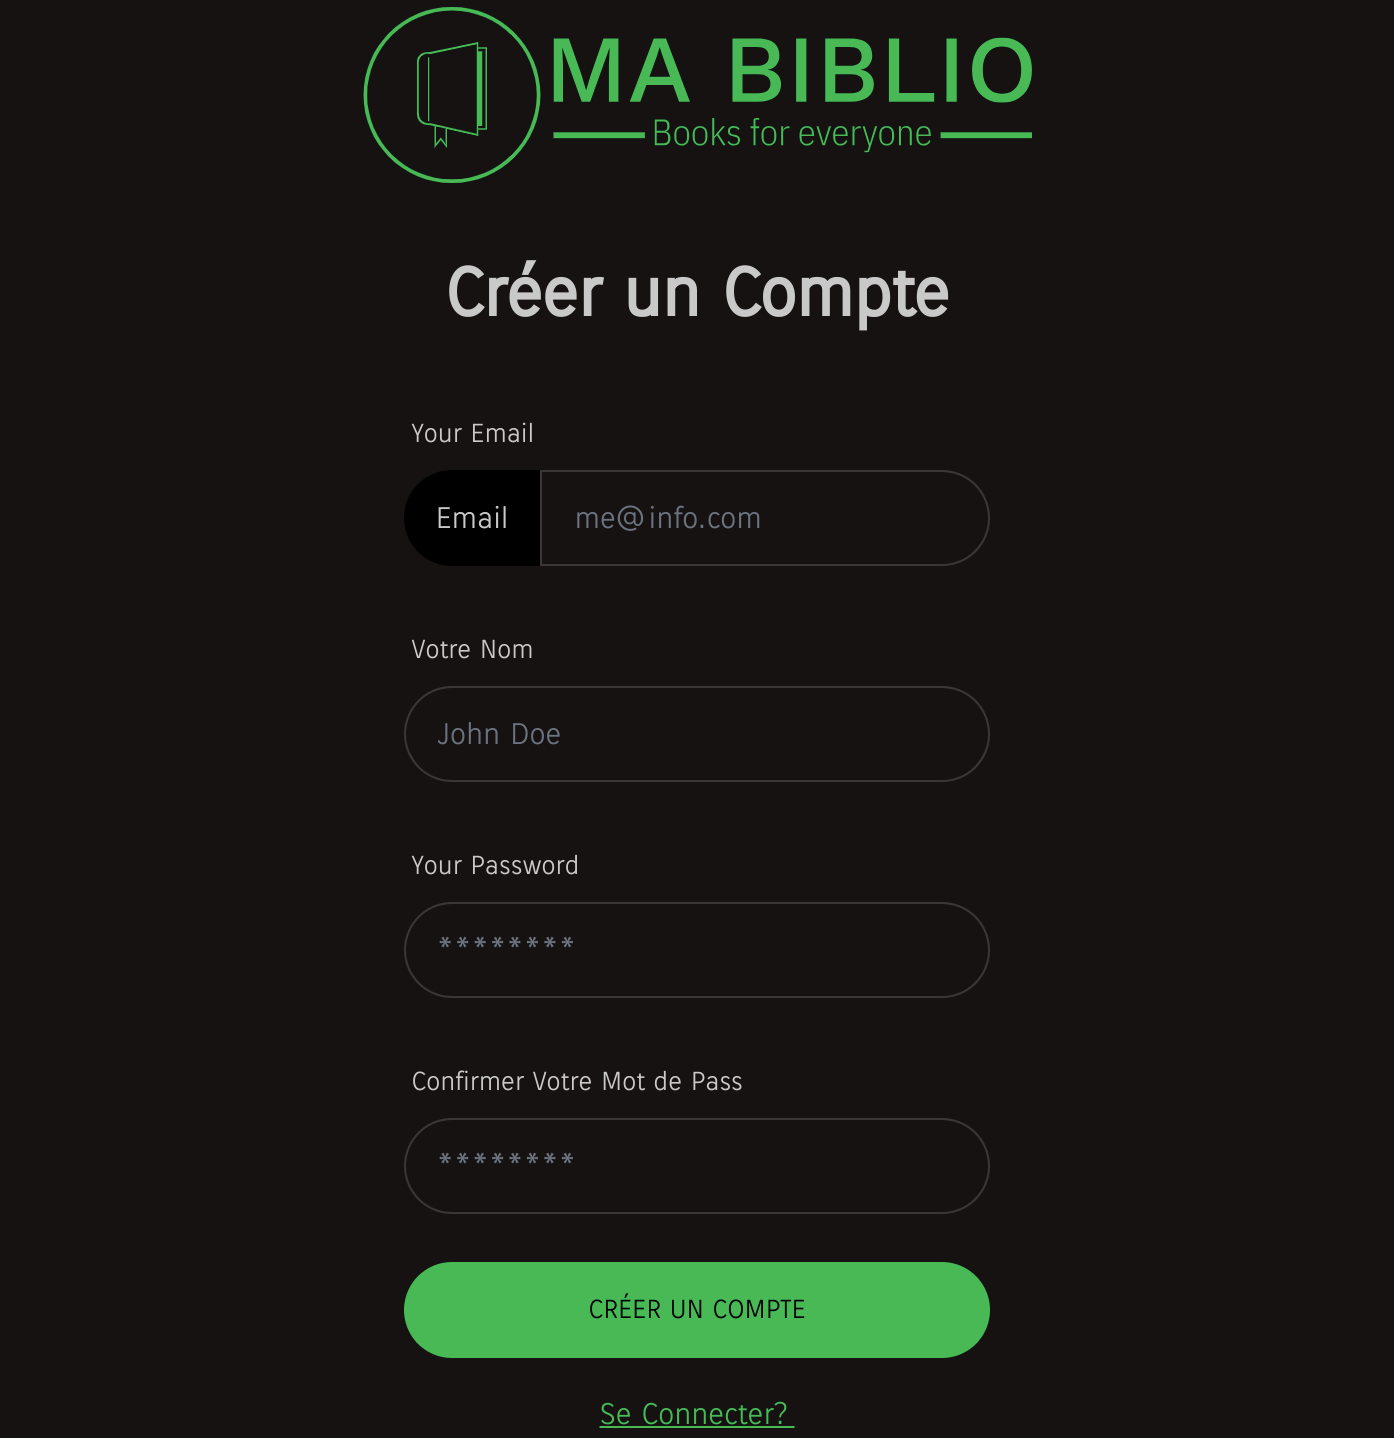 MA BIBLIO
Books for everyone
Créer un Compte
Your Email
Email me@info.com
Votre Nom
John Doe
Your Password
********
Confirmer Votre Mot de Pass
********
CRÉER UN COMPTE
Se Connecter?